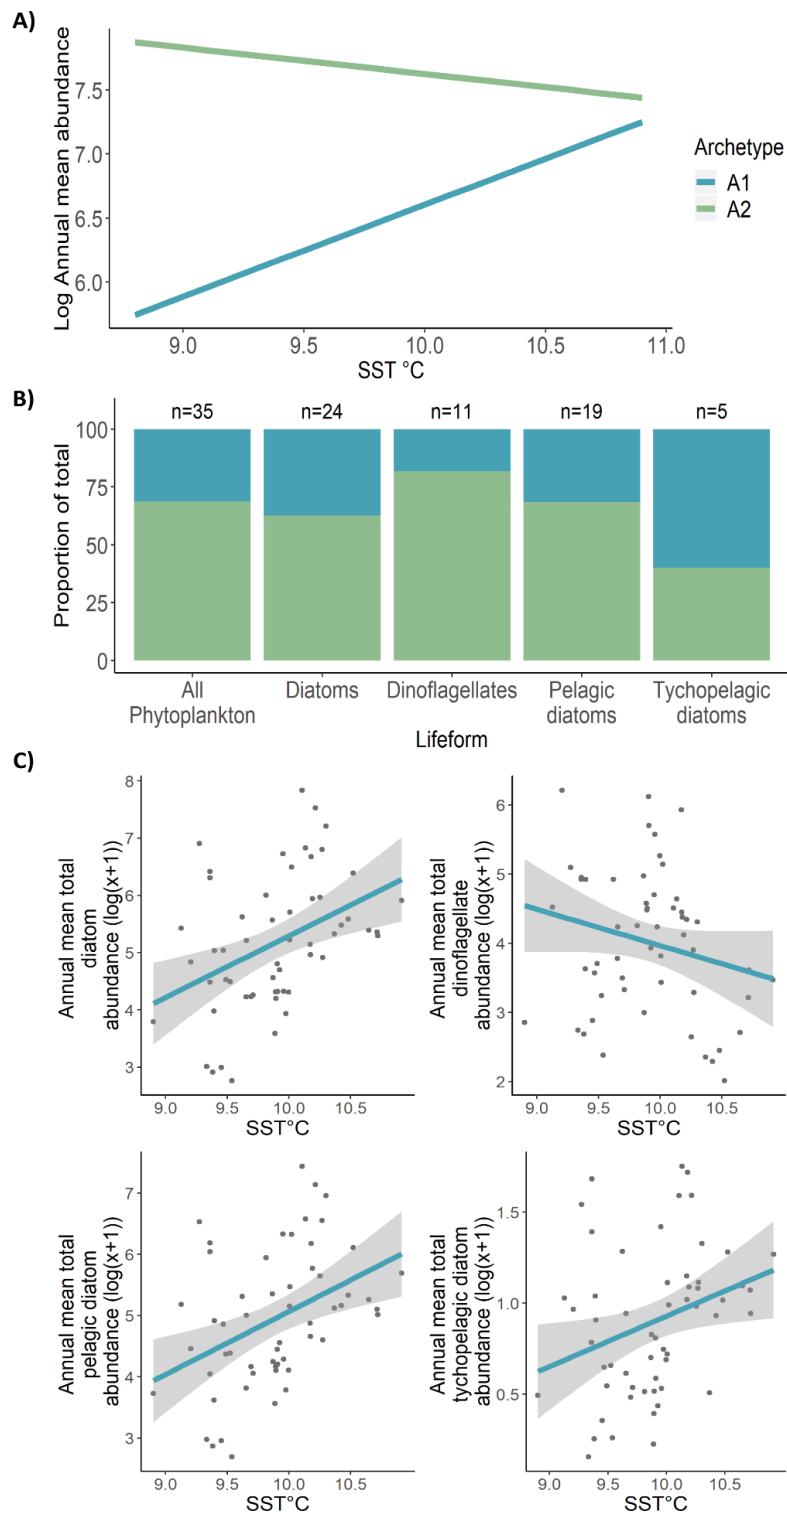 A)
Log Annual mean abundance
7.5
7.0
6.5
6.0
9.0 9.5 10.0 10.5 11.0
SST °C
Archetype
A1
A2
B)
n=35 n=24 n=11 n=19 n=5
Proportion of total
100
75
50
25
0
All Diatoms Dinoflagellates Pelagic Tychopelagic
Phytoplankton diatoms diatoms
Lifeform
C)
Annual mean total
diatom
abundance (log(x+1))
8
7
6
5
4
3
9.0 9.5 10.0 10.5
SST°C
Annual mean total
dinoflagellate
abundance (log(x+1))
6
5
4
3
2
9.0 9.5 10.0 10.5
SST°C
Annual mean total
pelagic diatom
abundance (log(x+1))
7
6
5
4
3
9.0 9.5 10.0 10.5
SST°C
Annual mean total
tychopelagic diatom
abundance (log(x+1))
1.5
1.0
0.5
9.0 9.5 10.0 10.5
SST°C